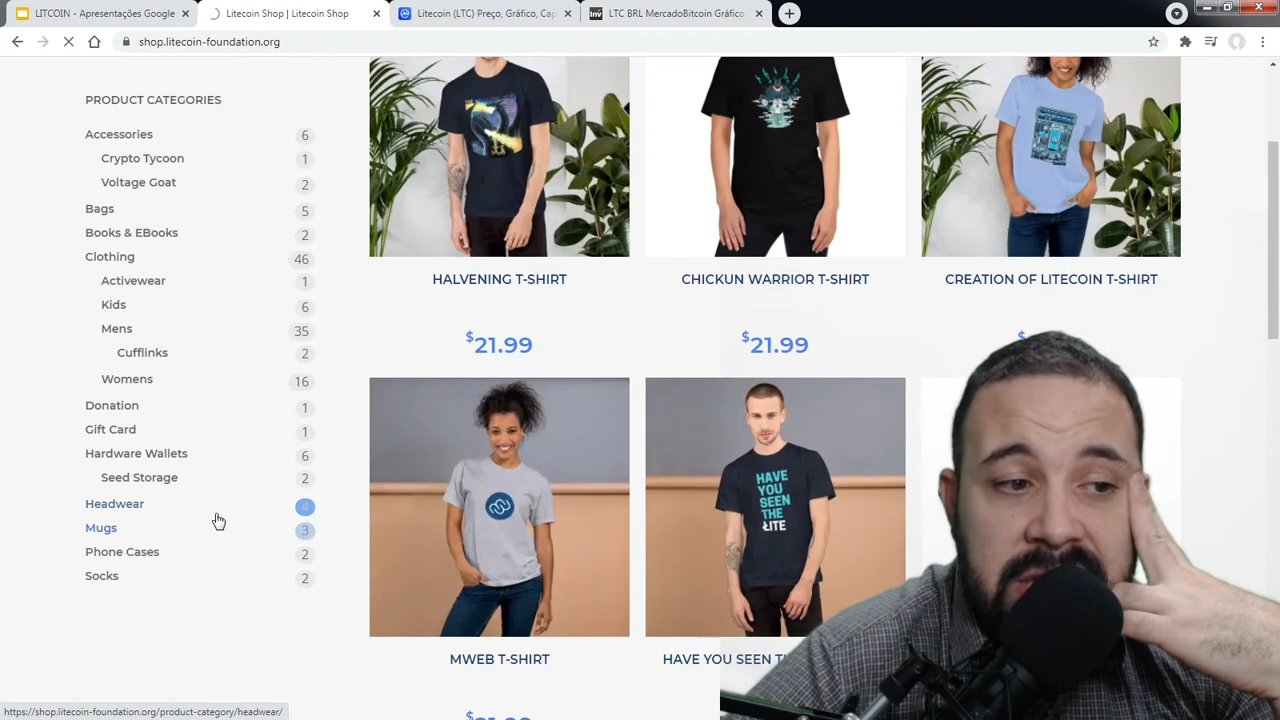 LITCOIN - Apresentações Google
Litecoin Shop | Litecoin Shop
Litecoin (LTC) Preço, Gráfico, Cap
Inv LTC BRL MercadoBitcoin Gráfico
shop.litecoin-foundation.org
PRODUCT CATEGORIES
Accessories 6
Crypto Tycoon 1
Voltage Goat 2
Bags 5
Books & EBooks 2
Clothing 46
Activewear 1
Kids 6
Mens 35
Cufflinks 2
Womens 16
Donation 1
Gift Card 1
Hardware Wallets 6
Seed Storage 2
Headwear 4
Mugs 3
Phone Cases 2
Socks 2
HALVENING T-SHIRT
CHICKUN WARRIOR T-SHIRT
CREATION OF LITECOIN T-SHIRT
$21.99
$21.99
$
HAVE
YOU
SEEN
THE
ŁITE
MWEB T-SHIRT
HAVE YOU SEEN
https://shop.litecoin-foundation.org/product-category/headwear/